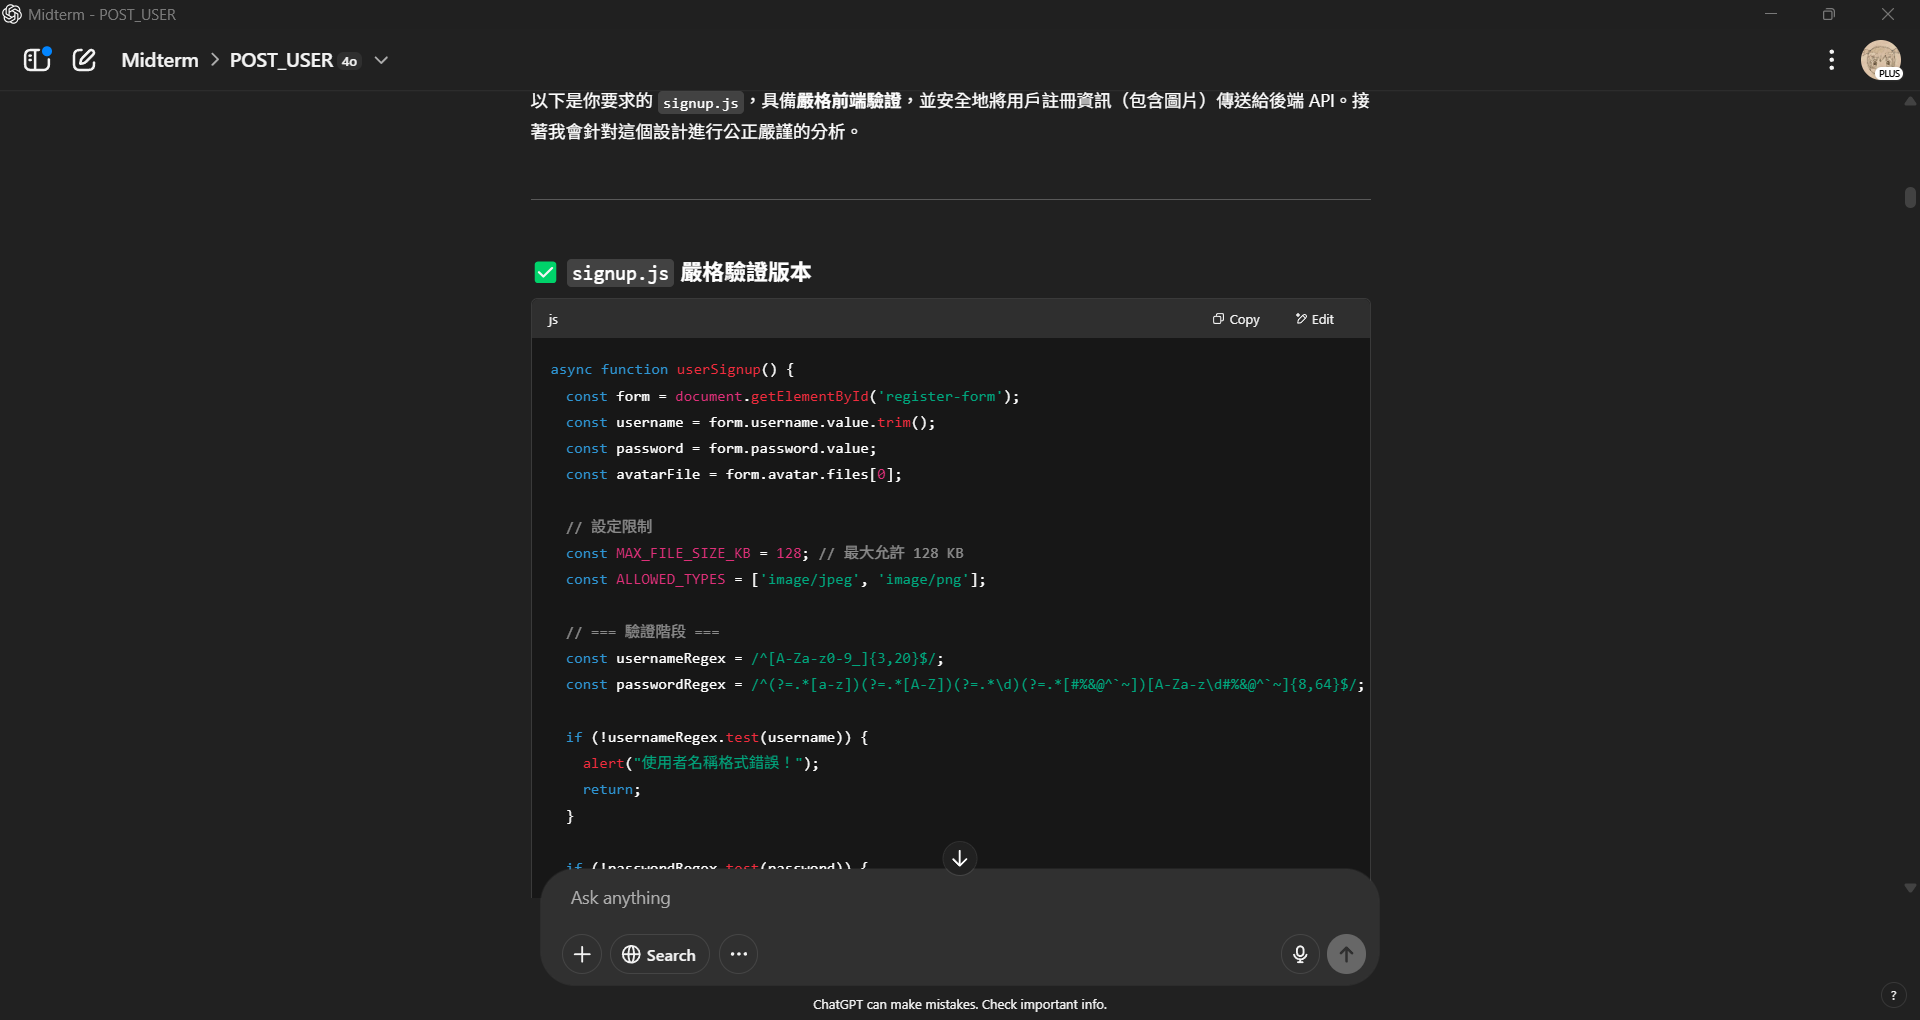 Midterm - POST_USER
Midterm > POST_USER 4o
PLUS
以下是你要求的 signup.js，具備嚴格前端驗證，並安全地將用戶註冊資訊（包含圖片）傳送給後端 API。接
著我會針對這個設計進行公正嚴謹的分析。
✅ signup.js 嚴格驗證版本
js Copy Edit
async function userSignup() {
const form = document.getElementById('register-form');
const username = form.username.value.trim();
const password = form.password.value;
const avatarFile = form.avatar.files[0];
// 設定限制
const MAX_FILE_SIZE_KB = 128; // 最大允許 128 KB
const ALLOWED_TYPES = ['image/jpeg', 'image/png'];
// === 驗證階段 ===
const usernameRegex = /^[A-Za-z0-9_]{3,20}$/;
const passwordRegex = /^(?=.*[a-z])(?=.*[A-Z])(?=.*\d)(?=.*[#%&@^`~])[A-Za-z\d#%&@^`~]{8,64}$/;
if (!usernameRegex.test(username)) {
alert("使用者名稱格式錯誤！");
return;
}
if (!passwordRegex.test(password)) {
Ask anything
Search
ChatGPT can make mistakes. Check important info.
?